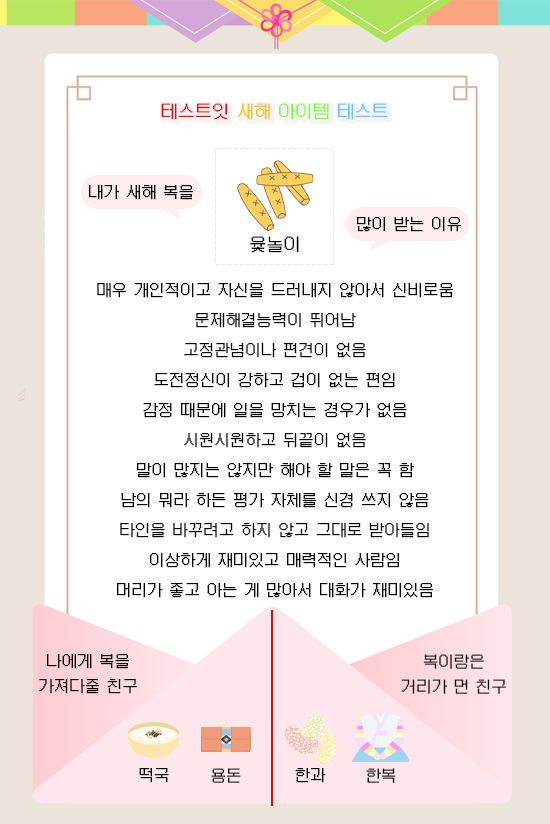 테스트잇 새해 아이템 테스트
내가 새해 복을
많이 받는 이유
윷놀이
매우 개인적이고 자신을 드러내지 않아서 신비로움
문제해결능력이 뛰어남
고정관념이나 편견이 없음
도전정신이 강하고 겁이 없는 편임
감정 때문에 일을 망치는 경우가 없음
시원시원하고 뒤끝이 없음
말이 많지는 않지만 해야 할 말은 꼭 함
남의 뭐라 하든 평가 자체를 신경 쓰지 않음
타인을 바꾸려고 하지 않고 그대로 받아들임
이상하게 재미있고 매력적인 사람임
머리가 좋고 아는 게 많아서 대화가 재미있음
나에게 복을
가져다줄 친구
떡국
용돈
복이랑은
거리가 먼 친구
한과
한복